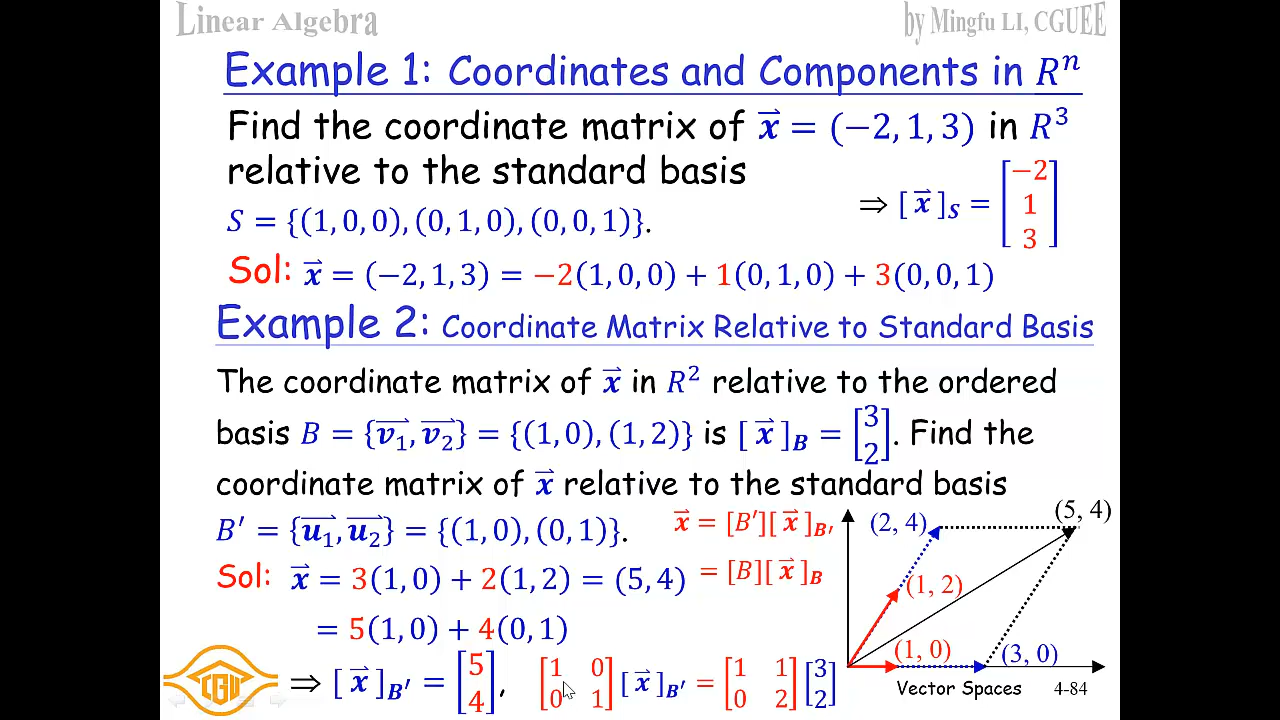 Linear Algebra
by Mingfu LI, CGUEE
Example 1: Coordinates and Components in Rⁿ
Find the coordinate matrix of x⃗ = (−2, 1, 3) in R³
relative to the standard basis
S = {(1, 0, 0), (0, 1, 0), (0, 0, 1)}.
⇒ [ x⃗ ]_S = [−2 1 3]
Sol: x⃗ = (−2, 1, 3) = −2(1, 0, 0) + 1(0, 1, 0) + 3(0, 0, 1)
Example 2: Coordinate Matrix Relative to Standard Basis
The coordinate matrix of x⃗ in R² relative to the ordered
basis B = {v₁⃗, v₂⃗} = {(1, 0), (1, 2)} is [ x⃗ ]_B = [3 2]. Find the
coordinate matrix of x⃗ relative to the standard basis
B′ = {u₁⃗, u₂⃗} = {(1, 0), (0, 1)}.
x⃗ = [B′][ x⃗ ]_B′
= [B][ x⃗ ]_B
Sol: x⃗ = 3(1, 0) + 2(1, 2) = (5, 4)
= 5(1, 0) + 4(0, 1)
⇒ [ x⃗ ]_B′ = [5 4], [1 0 0 1] [ x⃗ ]_B′ = [1 1 0 2] [3 2]
(5, 4)
(2, 4)
(1, 2)
(1, 0)
(3, 0)
CGU
Vector Spaces
4-84